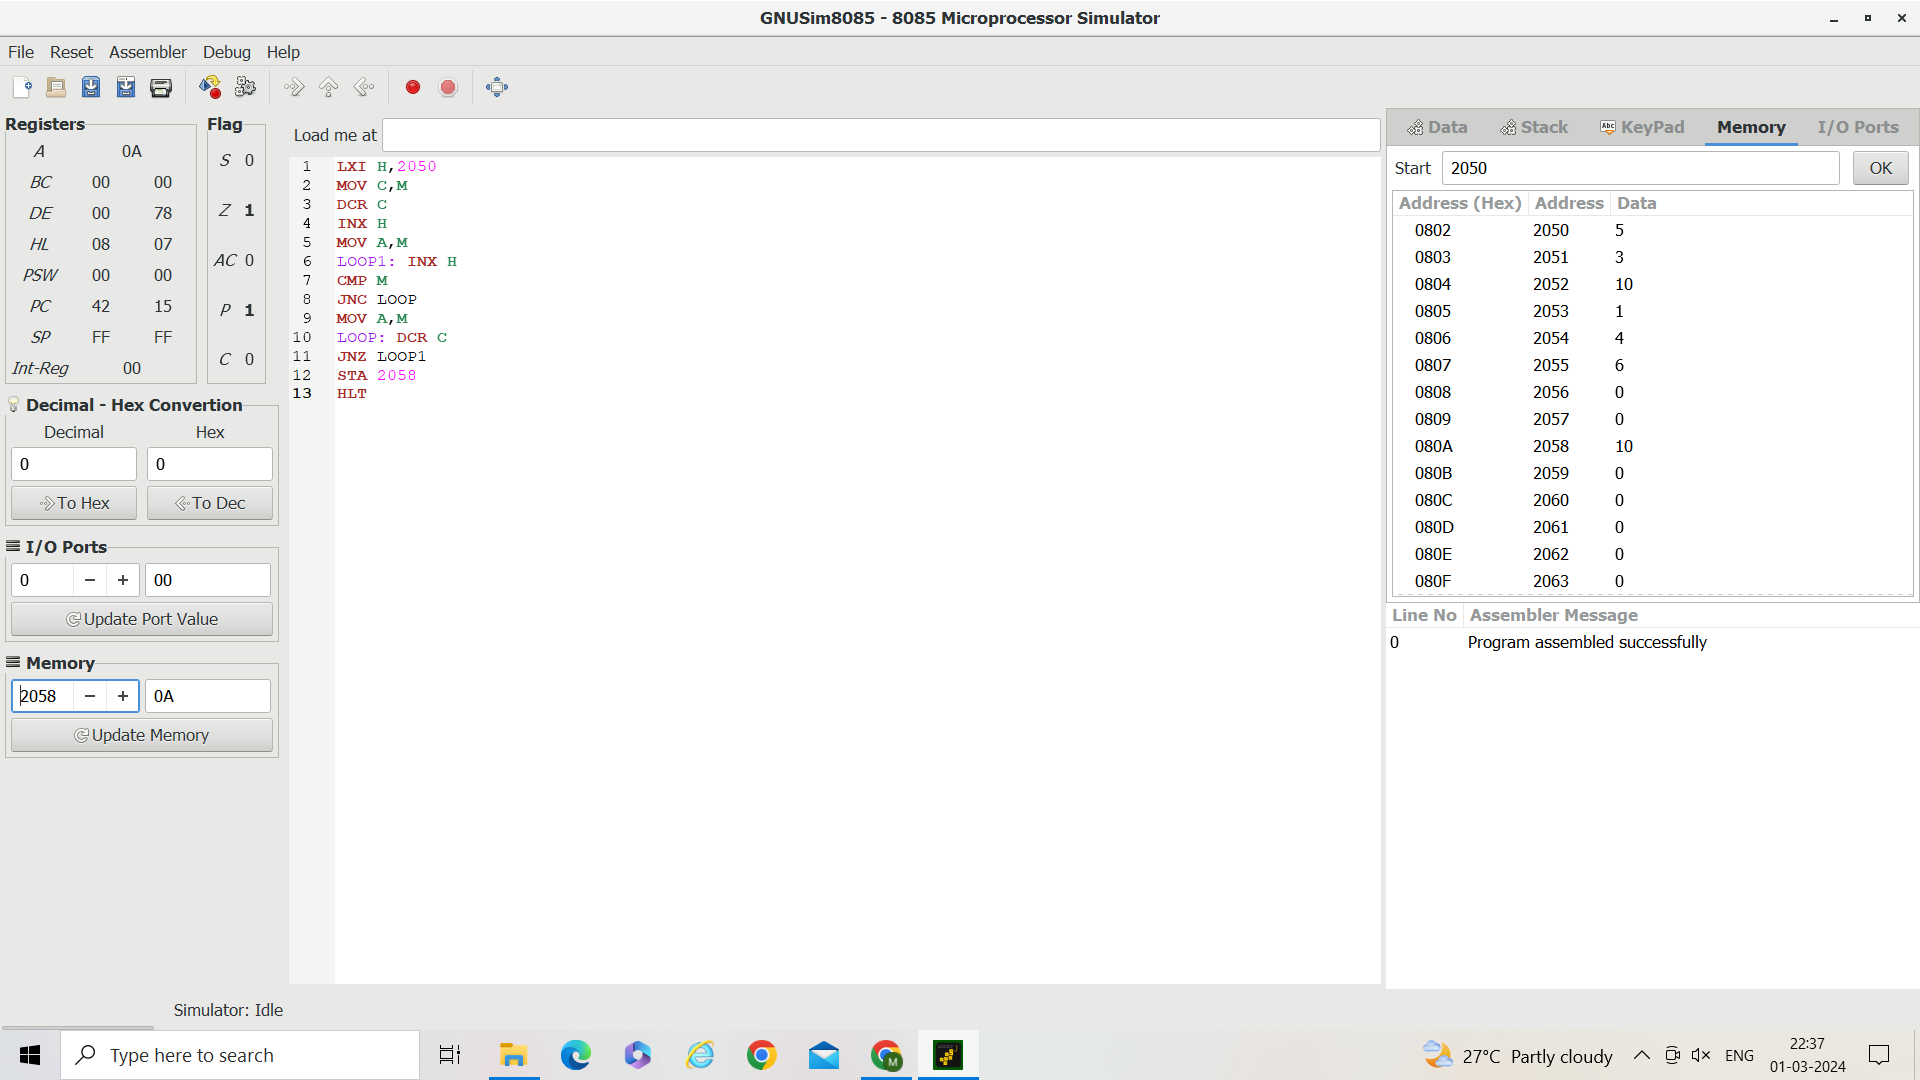 GNUSim8085 - 8085 Microprocessor Simulator
File Reset Assembler Debug Help
Registers
A 0A
BC 00 00
DE 00 78
HL 08 07
PSW 00 00
PC 42 15
SP FF FF
Int-Reg 00
Flag
S 0
Z 1
AC 0
P 1
C 0
Decimal - Hex Convertion
Decimal Hex
0 0
To Hex To Dec
I/O Ports
0 − + 00
Update Port Value
Memory
2058 − + 0A
Update Memory
Load me at
1 LXI H,2050
2 MOV C,M
3 DCR C
4 INX H
5 MOV A,M
6 LOOP1: INX H
7 CMP M
8 JNC LOOP
9 MOV A,M
10 LOOP: DCR C
11 JNZ LOOP1
12 STA 2058
13 HLT
Data Stack Abc KeyPad Memory I/O Ports
Start 2050 OK
Address (Hex) Address Data
0802 2050 5
0803 2051 3
0804 2052 10
0805 2053 1
0806 2054 4
0807 2055 6
0808 2056 0
0809 2057 0
080A 2058 10
080B 2059 0
080C 2060 0
080D 2061 0
080E 2062 0
080F 2063 0
Line No Assembler Message
0 Program assembled successfully
Simulator: Idle
Type here to search
M
27°C Partly cloudy
ENG
22:37
01-03-2024